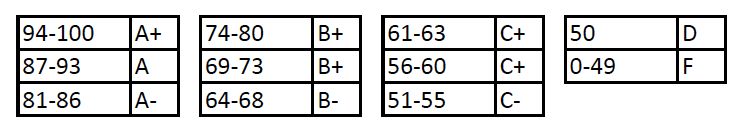 94-100 A+ 74-80 B+ 61-63 C+ 50 D
87-93 A 69-73 B+ 56-60 C+ 0-49 F
81-86 A- 64-68 B- 51-55 C-